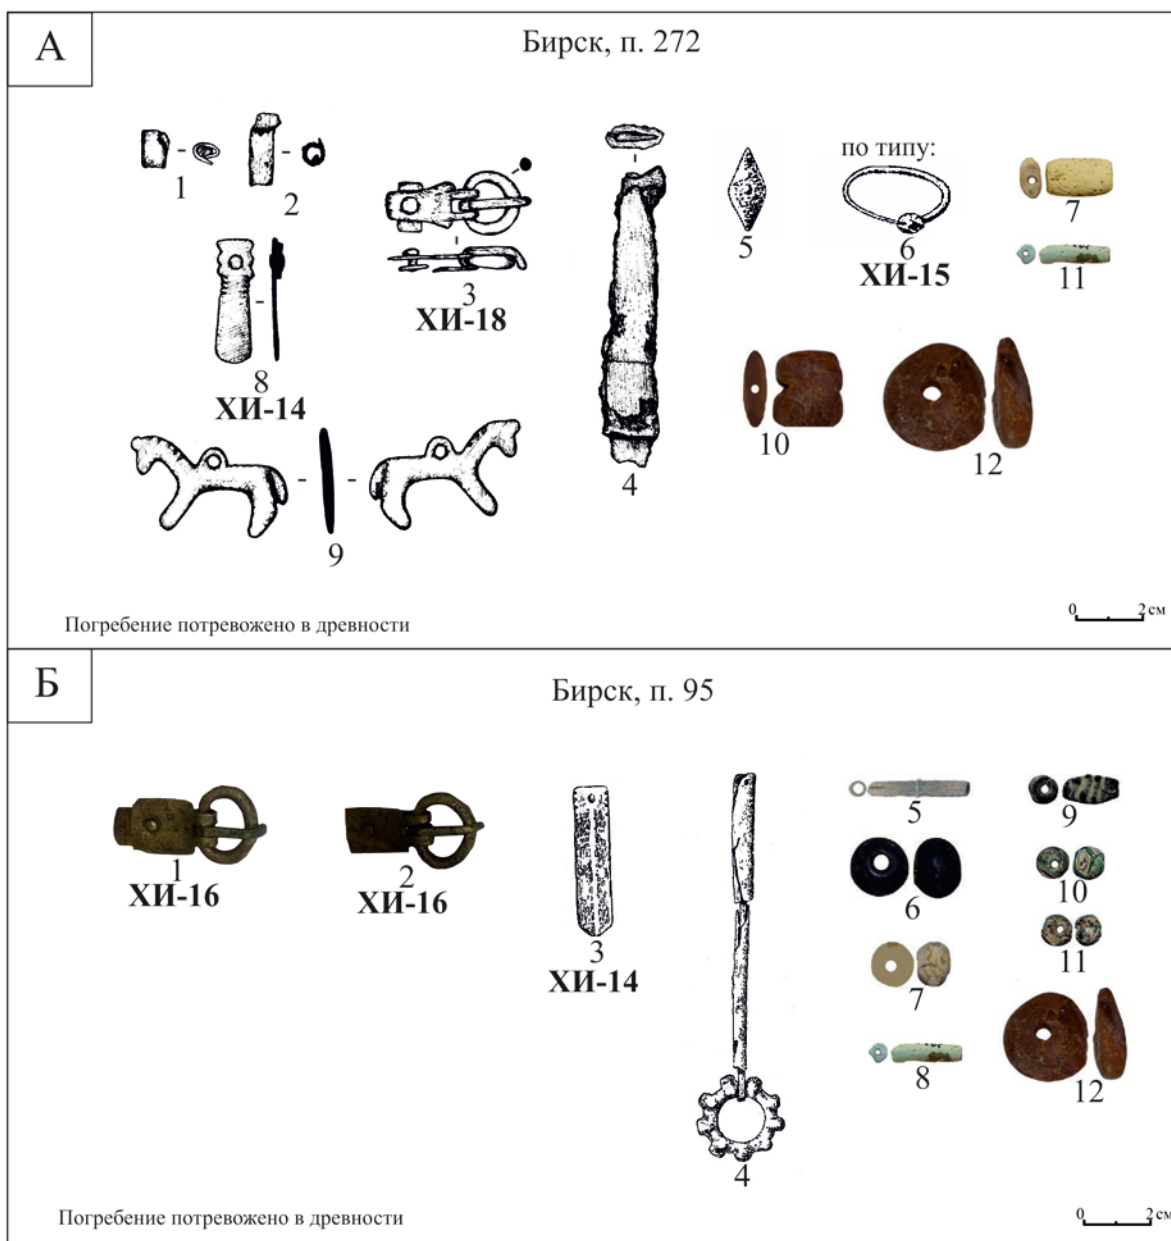 А
Бирск, п. 272
1
2
3
ХИ-18
4
5
по типу:
6
ХИ-15
7
11
8
ХИ-14
9
10
12
Погребение потревожено в древности
0 2 см
Б
Бирск, п. 95
1
ХИ-16
2
ХИ-16
3
ХИ-14
4
5
6
7
8
9
10
11
12
Погребение потревожено в древности
0 2 см